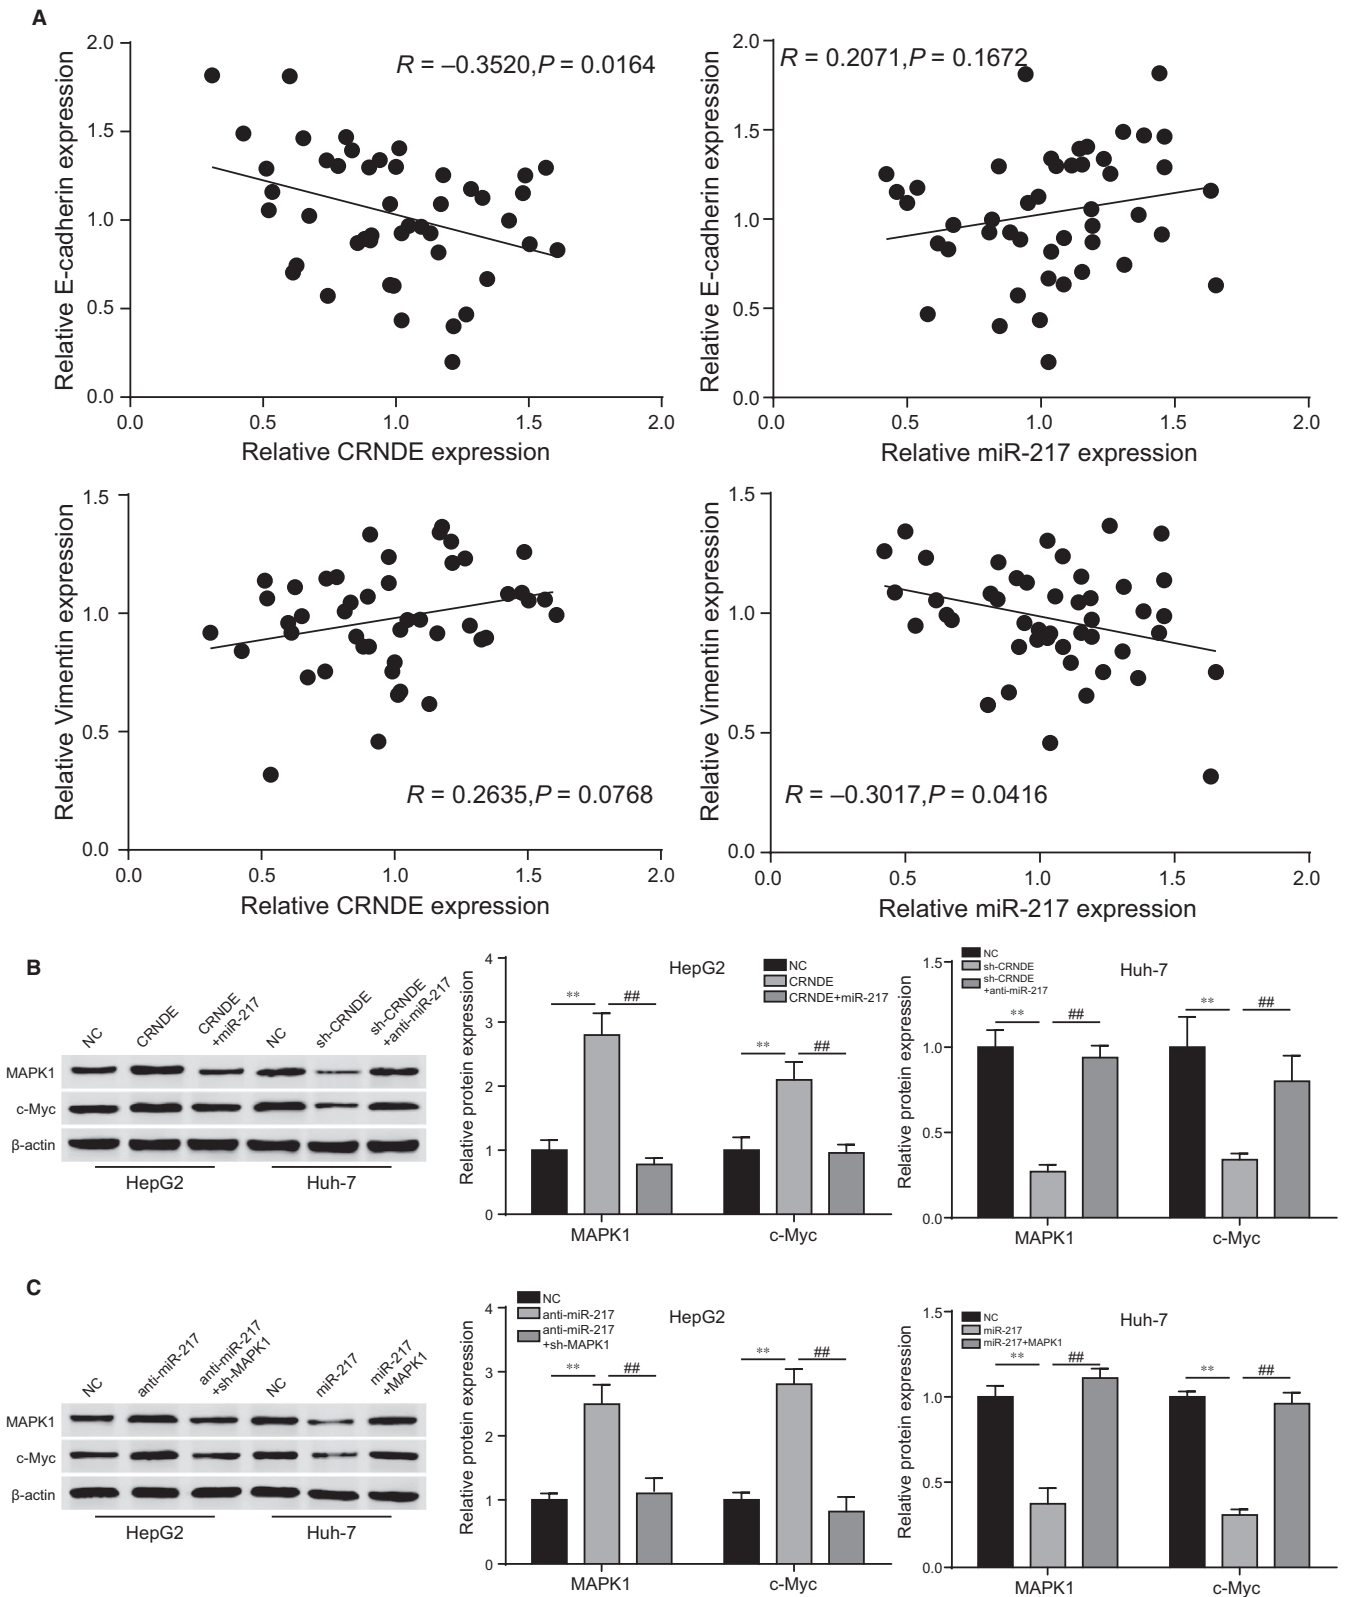 A
R = –0.3520,P = 0.0164
2.0
1.5
1.0
0.5
0.0
0.0 0.5 1.0 1.5 2.0
Relative E-cadherin expression
Relative CRNDE expression
R = 0.2071,P = 0.1672
2.0
1.5
1.0
0.5
0.0
0.0 0.5 1.0 1.5 2.0
Relative E-cadherin expression
Relative miR-217 expression
1.5
1.0
0.5
0.0
0.0 0.5 1.0 1.5 2.0
Relative Vimentin expression
R = 0.2635,P = 0.0768
Relative CRNDE expression
1.5
1.0
0.5
0.0
0.0 0.5 1.0 1.5 2.0
Relative Vimentin expression
R = –0.3017,P = 0.0416
Relative miR-217 expression
B
NC
CRNDE
CRNDE
+miR-217
NC
sh-CRNDE
sh-CRNDE
+anti-miR-217
MAPK1
c-Myc
β-actin
HepG2 Huh-7
HepG2
NC
CRNDE
CRNDE+miR-217
Relative protein expression
4
3
2
1
0
** ##
** ##
MAPK1 c-Myc
Huh-7
NC
sh-CRNDE
sh-CRNDE
+anti-miR-217
Relative protein expression
1.5
1.0
0.5
0.0
** ##
** ##
MAPK1 c-Myc
C
NC
anti-miR-217
anti-miR-217
+sh-MAPK1
NC
miR-217
miR-217
+MAPK1
MAPK1
c-Myc
β-actin
HepG2 Huh-7
HepG2
NC
anti-miR-217
anti-miR-217
+sh-MAPK1
Relative protein expression
4
3
2
1
0
** ##
** ##
MAPK1 c-Myc
Huh-7
NC
miR-217
miR-217+MAPK1
Relative protein expression
1.5
1.0
0.5
0.0
** ##
** ##
MAPK1 c-Myc